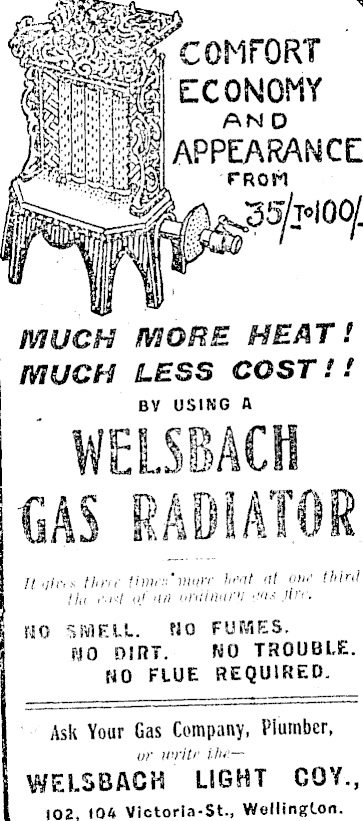 COMFORT
ECONOMY
AND
APPEARANCE
FROM
35/ To 100/-
MUCH MORE HEAT!
MUCH LESS COST!!
BY USING A
WELSBACH
GAS RADIATOR
It gives three times more heat at one third
the cost of an ordinary gas fire.
NO SMELL. NO FUMES.
NO DIRT. NO TROUBLE.
NO FLUE REQUIRED.
Ask Your Gas Company, Plumber,
or write the—
WELSBACH LIGHT COY.,
102, 104 Victoria-St., Wellington.